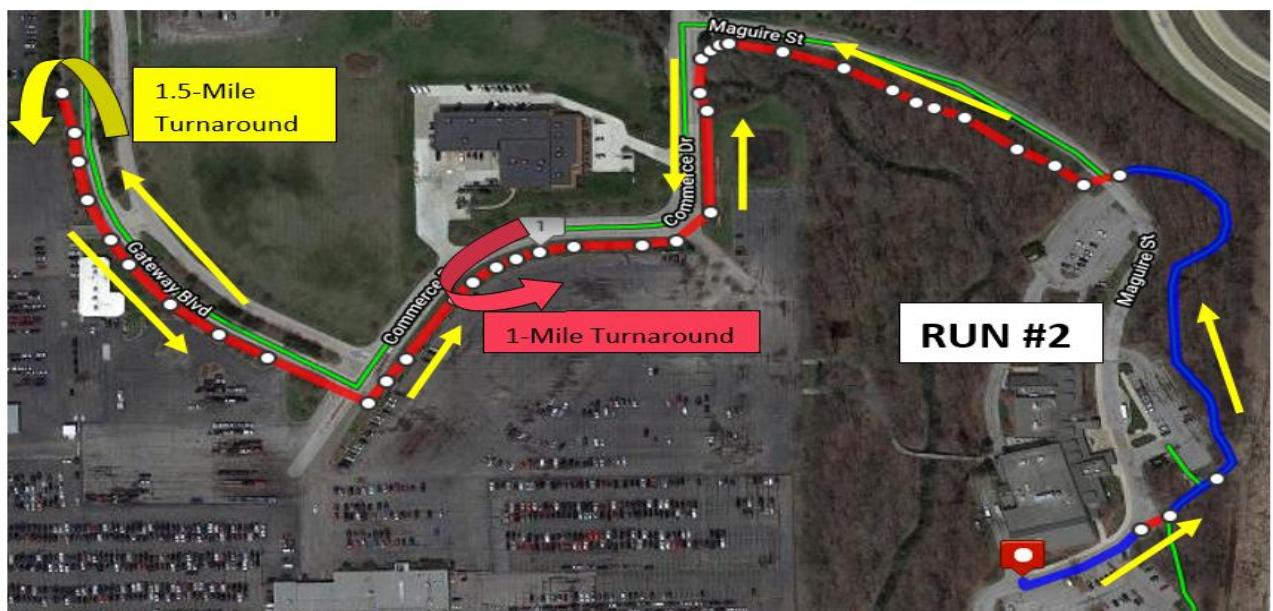 Maguire St
1.5-Mile
Turnaround
Commerce Dr
1
Gateway Blvd
Commerce
Maguire St
1-Mile Turnaround
RUN #2